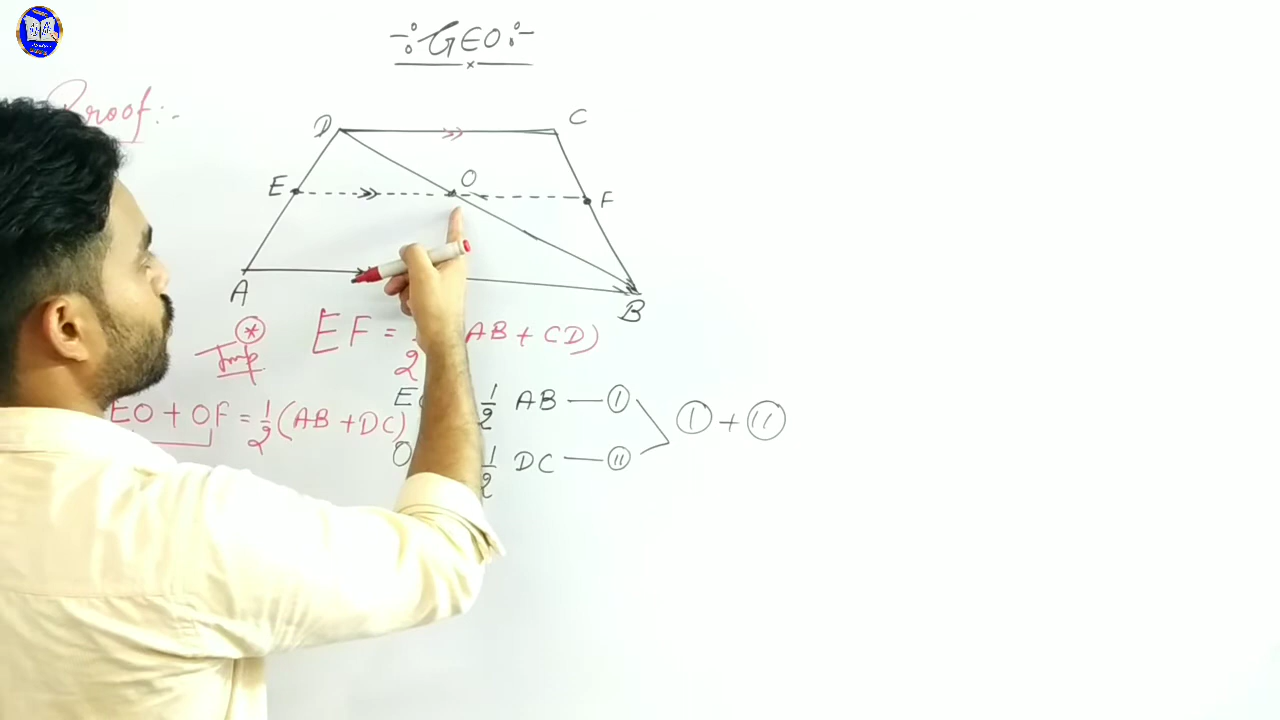 -:GEO:-
Proof:-
D
C
E
O
F
A
B
* Imp
EF = 1/2 (AB + CD)
EO + OF = 1/2 (AB + DC)
1/2 AB — (I)
1/2 DC — (II)
(I) + (II)